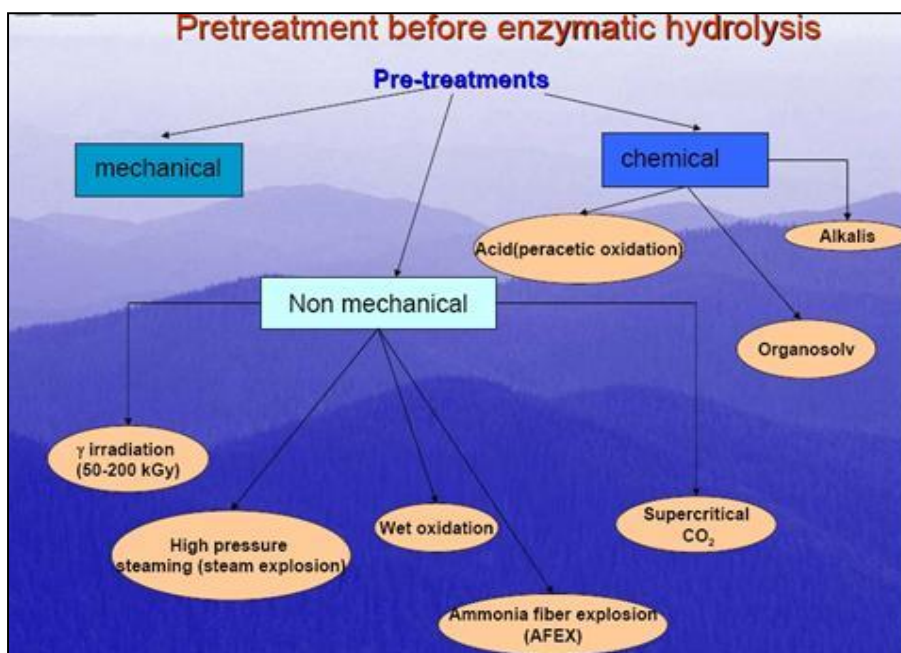 Pretreatment before enzymatic hydrolysis
Pre-treatments
mechanical
chemical
Acid(peracetic oxidation)
Alkalis
Non mechanical
Organosolv
γ irradiation
(50-200 kGy)
High pressure
steaming (steam explosion)
Wet oxidation
Supercritical
CO₂
Ammonia fiber explosion
(AFEX)